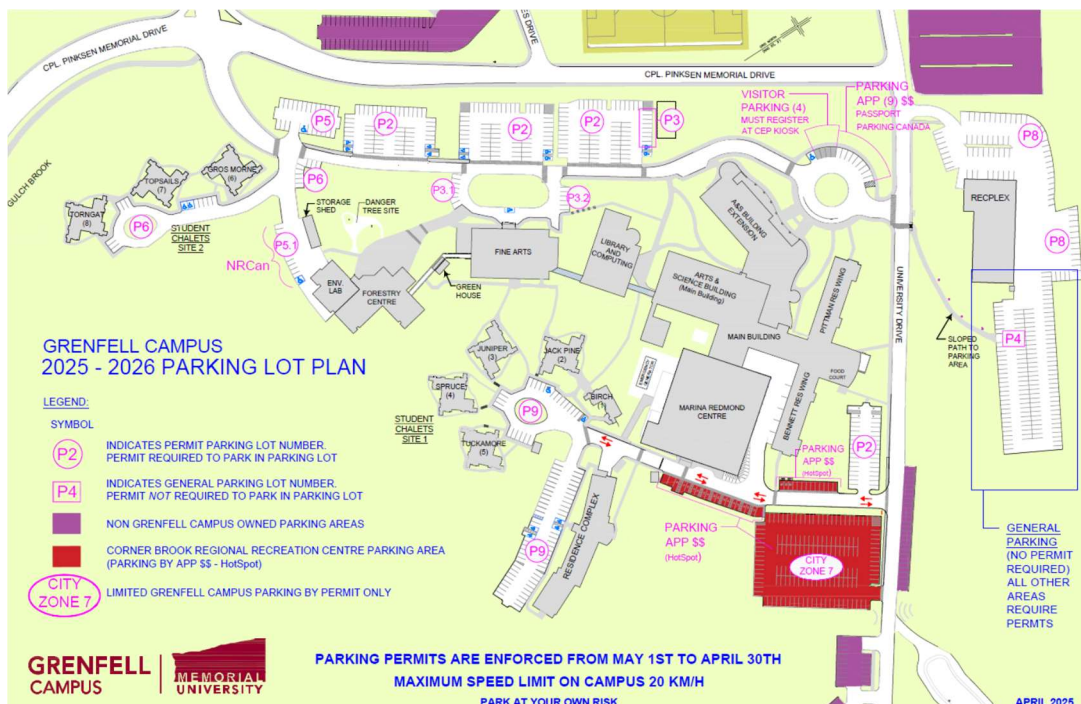 CPL. PINKSEN MEMORIAL DRIVE
ES DRIVE
CPL. PINKSEN MEMORIAL DRIVE
VISITOR
PARKING (4)
MUST REGISTER
AT CEP KIOSK
PARKING
APP (9) $$
PASSPORT
PARKING CANADA
P5
P2
P2
P2
P3
P8
GULCH BROOK
GROS MORNE
(6)
TOPSAILS
(7)
TORNGAT
(8)
P6
P6
STUDENT
CHALETS
SITE 2
STORAGE
SHED
DANGER
TREE SITE
P3.1
P3.2
P5.1
NRCan
ENV.
LAB
FORESTRY
CENTRE
GREEN
HOUSE
FINE ARTS
LIBRARY
AND
COMPUTING
A&S BUILDING
EXTENSION
ARTS &
SCIENCE BUILDING
(Main Building)
MAIN BUILDING
PITTMAN RES WING
FOOD
COURT
BENNETT RES WING
MARINA REDMOND
CENTRE
UNIVERSITY DRIVE
RECPLEX
P8
P4
SLOPED
PATH TO
PARKING
AREA
GRENFELL CAMPUS
2025 - 2026 PARKING LOT PLAN
LEGEND:
SYMBOL
P2
INDICATES PERMIT PARKING LOT NUMBER.
PERMIT REQUIRED TO PARK IN PARKING LOT
P4
INDICATES GENERAL PARKING LOT NUMBER.
PERMIT NOT REQUIRED TO PARK IN PARKING LOT
NON GRENFELL CAMPUS OWNED PARKING AREAS
CORNER BROOK REGIONAL RECREATION CENTRE PARKING AREA
(PARKING BY APP $$ - HotSpot)
CITY
ZONE 7
LIMITED GRENFELL CAMPUS PARKING BY PERMIT ONLY
JUNIPER
(3)
JACK PINE
(2)
SPRUCE
(4)
BIRCH
(1)
TUCKAMORE
(5)
STUDENT
CHALETS
SITE 1
P9
P9
RESIDENCE COMPLEX
PARKING
APP $$
(HotSpot)
P2
PARKING
APP $$
(HotSpot)
CITY
ZONE 7
GENERAL
PARKING
(NO PERMIT
REQUIRED)
ALL OTHER
AREAS
REQUIRE
PERMTS
GRENFELL
CAMPUS
MEMORIAL
UNIVERSITY
PARKING PERMITS ARE ENFORCED FROM MAY 1ST TO APRIL 30TH
MAXIMUM SPEED LIMIT ON CAMPUS 20 KM/H
PARK AT YOUR OWN RISK
APRIL 2025